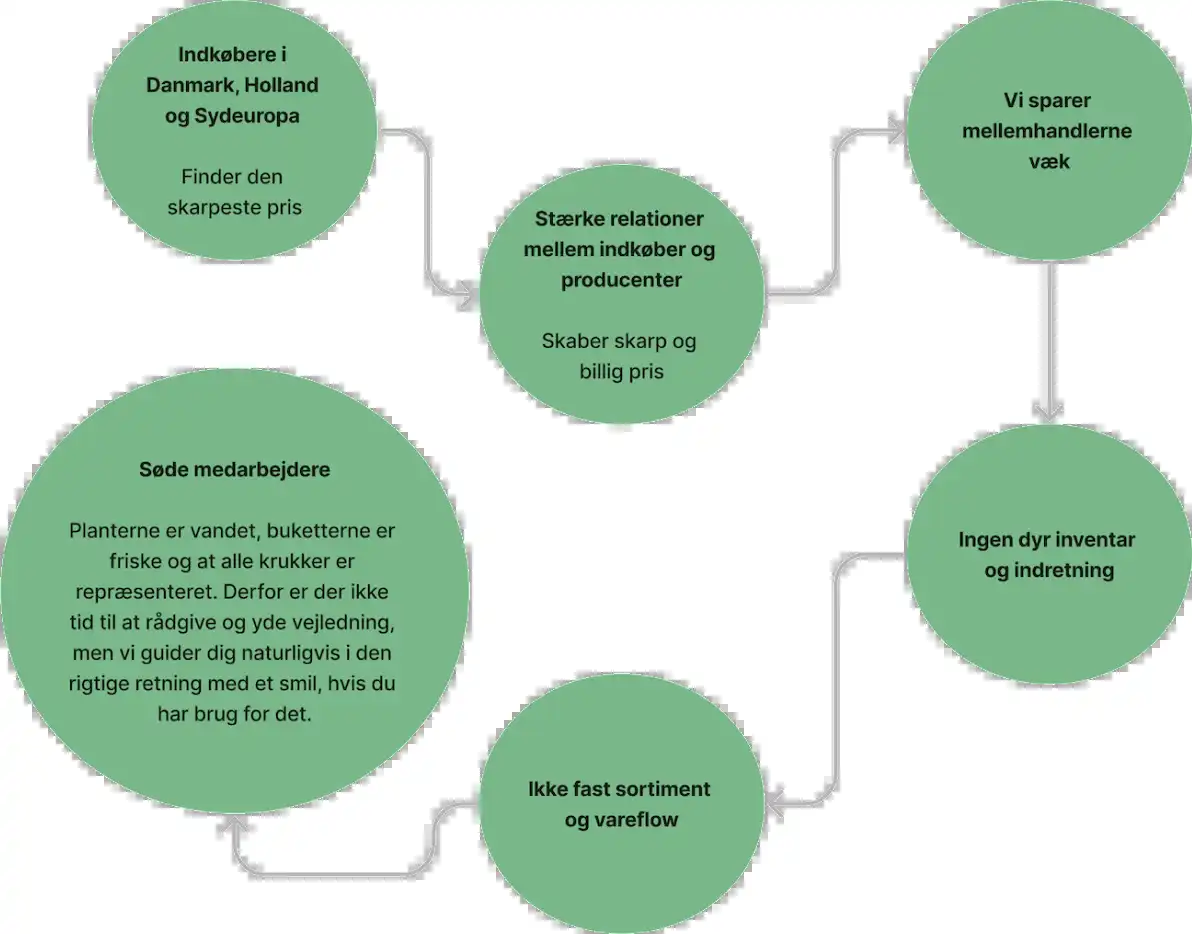 Indkøbere i
Danmark, Holland
og Sydeuropa
Finder den
skarpeste pris
Stærke relationer
mellem indkøber og
producenter
Skaber skarp og
billig pris
Vi sparer
mellemhandlerne
væk
Ingen dyr inventar
og indretning
Ikke fast sortiment
og vareflow
Søde medarbejdere
Planterne er vandet, buketterne er
friske og at alle krukker er
repræsenteret. Derfor er der ikke
tid til at rådgive og yde vejledning,
men vi guider dig naturligvis i den
rigtige retning med et smil, hvis du
har brug for det.